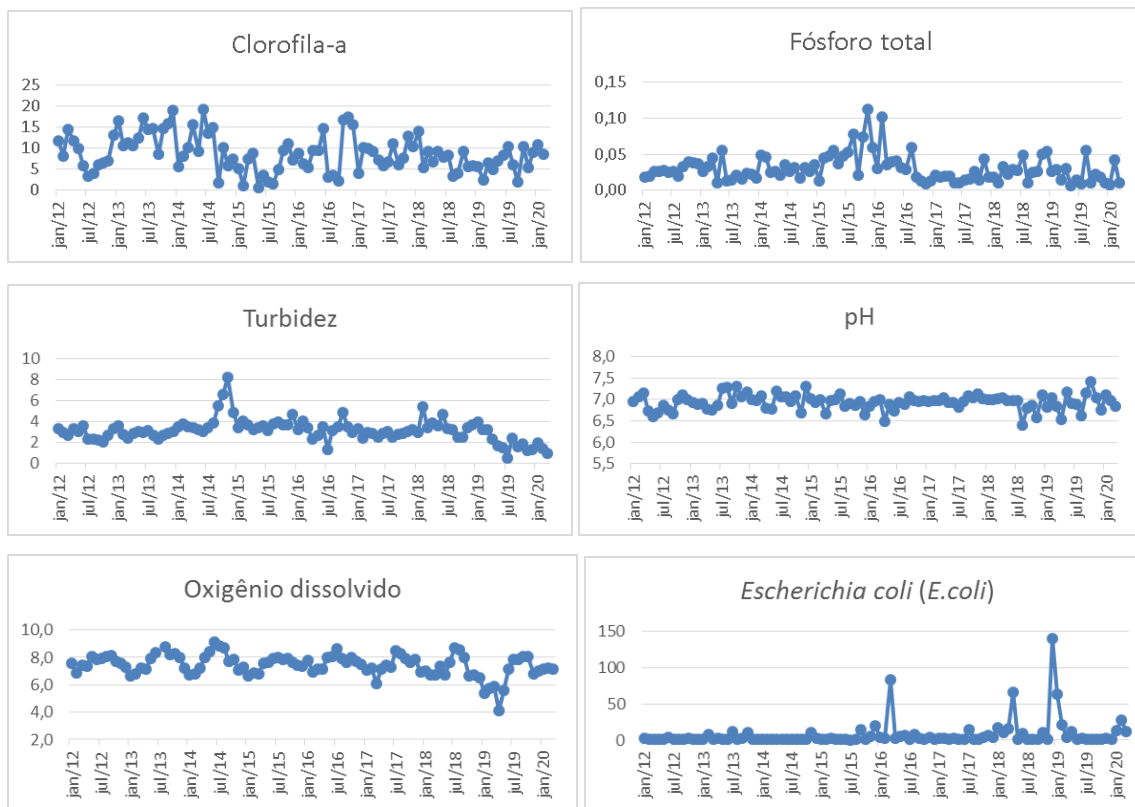 Clorofila-a
25
20
15
10
5
0
jan/12
jul/12
jan/13
jul/13
jan/14
jul/14
jan/15
jul/15
jan/16
jul/16
jan/17
jul/17
jan/18
jul/18
jan/19
jul/19
jan/20
Fósforo total
0,15
0,10
0,05
0,00
jan/12
jul/12
jan/13
jul/13
jan/14
jul/14
jan/15
jul/15
jan/16
jul/16
jan/17
jul/17
jan/18
jul/18
jan/19
jul/19
jan/20
Turbidez
10
8
6
4
2
0
jan/12
jul/12
jan/13
jul/13
jan/14
jul/14
jan/15
jul/15
jan/16
jul/16
jan/17
jul/17
jan/18
jul/18
jan/19
jul/19
jan/20
pH
8,0
7,5
7,0
6,5
6,0
5,5
jan/12
jul/12
jan/13
jul/13
jan/14
jul/14
jan/15
jul/15
jan/16
jul/16
jan/17
jul/17
jan/18
jul/18
jan/19
jul/19
jan/20
Oxigênio dissolvido
10,0
8,0
6,0
4,0
2,0
jan/12
jul/12
jan/13
jul/13
jan/14
jul/14
jan/15
jul/15
jan/16
jul/16
jan/17
jul/17
jan/18
jul/18
jan/19
jul/19
jan/20
Escherichia coli (E.coli)
150
100
50
0
jan/12
jul/12
jan/13
jul/13
jan/14
jul/14
jan/15
jul/15
jan/16
jul/16
jan/17
jul/17
jan/18
jul/18
jan/19
jul/19
jan/20